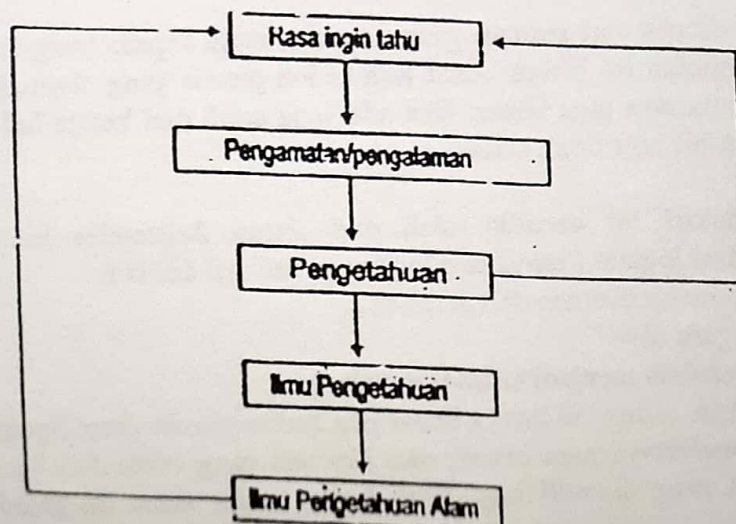 Rasa ingin tahu
Pengamatan/pengalaman
Pengetahuan
Ilmu Pengetahuan
Ilmu Pengetahuan Alam